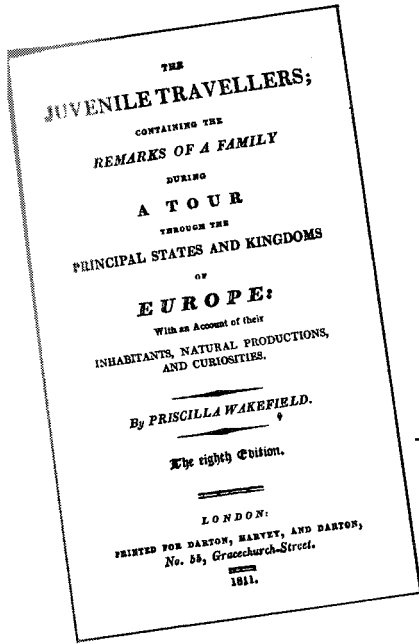 THE
JUVENILE TRAVELLERS;
CONTAINING THE
REMARKS OF A FAMILY
DURING
A TOUR
THROUGH THE
PRINCIPAL STATES AND KINGDOMS
OF
EUROPE:
With an Account of their
INHABITANTS, NATURAL PRODUCTIONS,
AND CURIOSITIES.
By PRISCILLA WAKEFIELD.
The eighth Edition.
LONDON:
PRINTED FOR DARTON, HARVEY, AND DARTON,
No. 55, Gracechurch-Street.
1811.